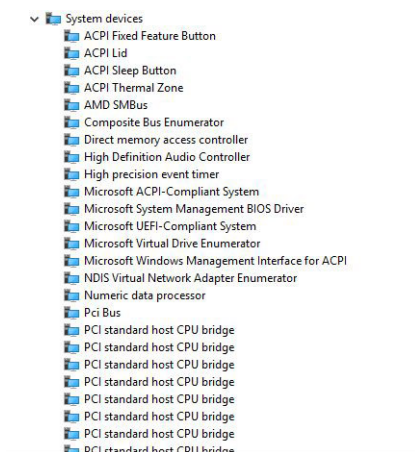 System devices
ACPI Fixed Feature Button
ACPI Lid
ACPI Sleep Button
ACPI Thermal Zone
AMD SMBus
Composite Bus Enumerator
Direct memory access controller
High Definition Audio Controller
High precision event timer
Microsoft ACPI-Compliant System
Microsoft System Management BIOS Driver
Microsoft UEFI-Compliant System
Microsoft Virtual Drive Enumerator
Microsoft Windows Management Interface for ACPI
NDIS Virtual Network Adapter Enumerator
Numeric data processor
Pci Bus
PCI standard host CPU bridge
PCI standard host CPU bridge
PCI standard host CPU bridge
PCI standard host CPU bridge
PCI standard host CPU bridge
PCI standard host CPU bridge
PCI standard host CPU bridge
PCI standard host CPU bridge